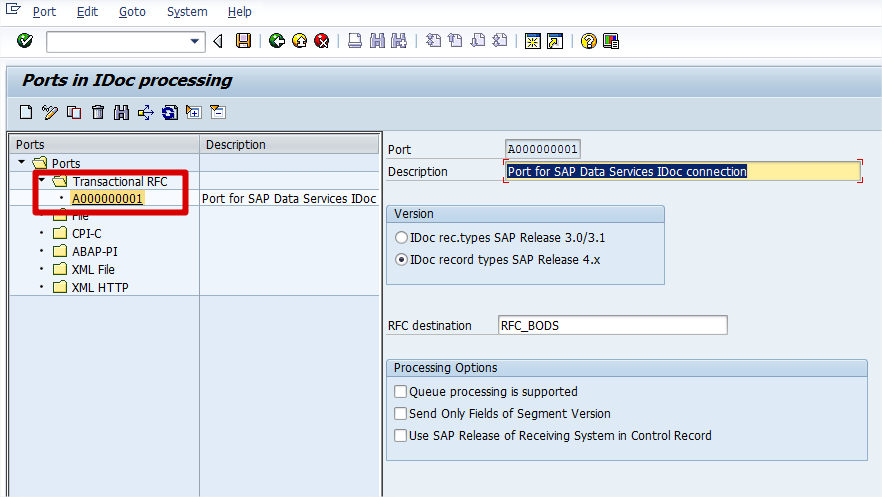 Port Edit Goto System Help
Ports in IDoc processing
Ports Description
Ports
Transactional RFC
A000000001 Port for SAP Data Services IDoc
File
CPI-C
ABAP-PI
XML File
XML HTTP
Port A000000001
Description Port for SAP Data Services IDoc connection
Version
IDoc rec.types SAP Release 3.0/3.1
IDoc record types SAP Release 4.x
RFC destination RFC_BODS
Processing Options
Queue processing is supported
Send Only Fields of Segment Version
Use SAP Release of Receiving System in Control Record